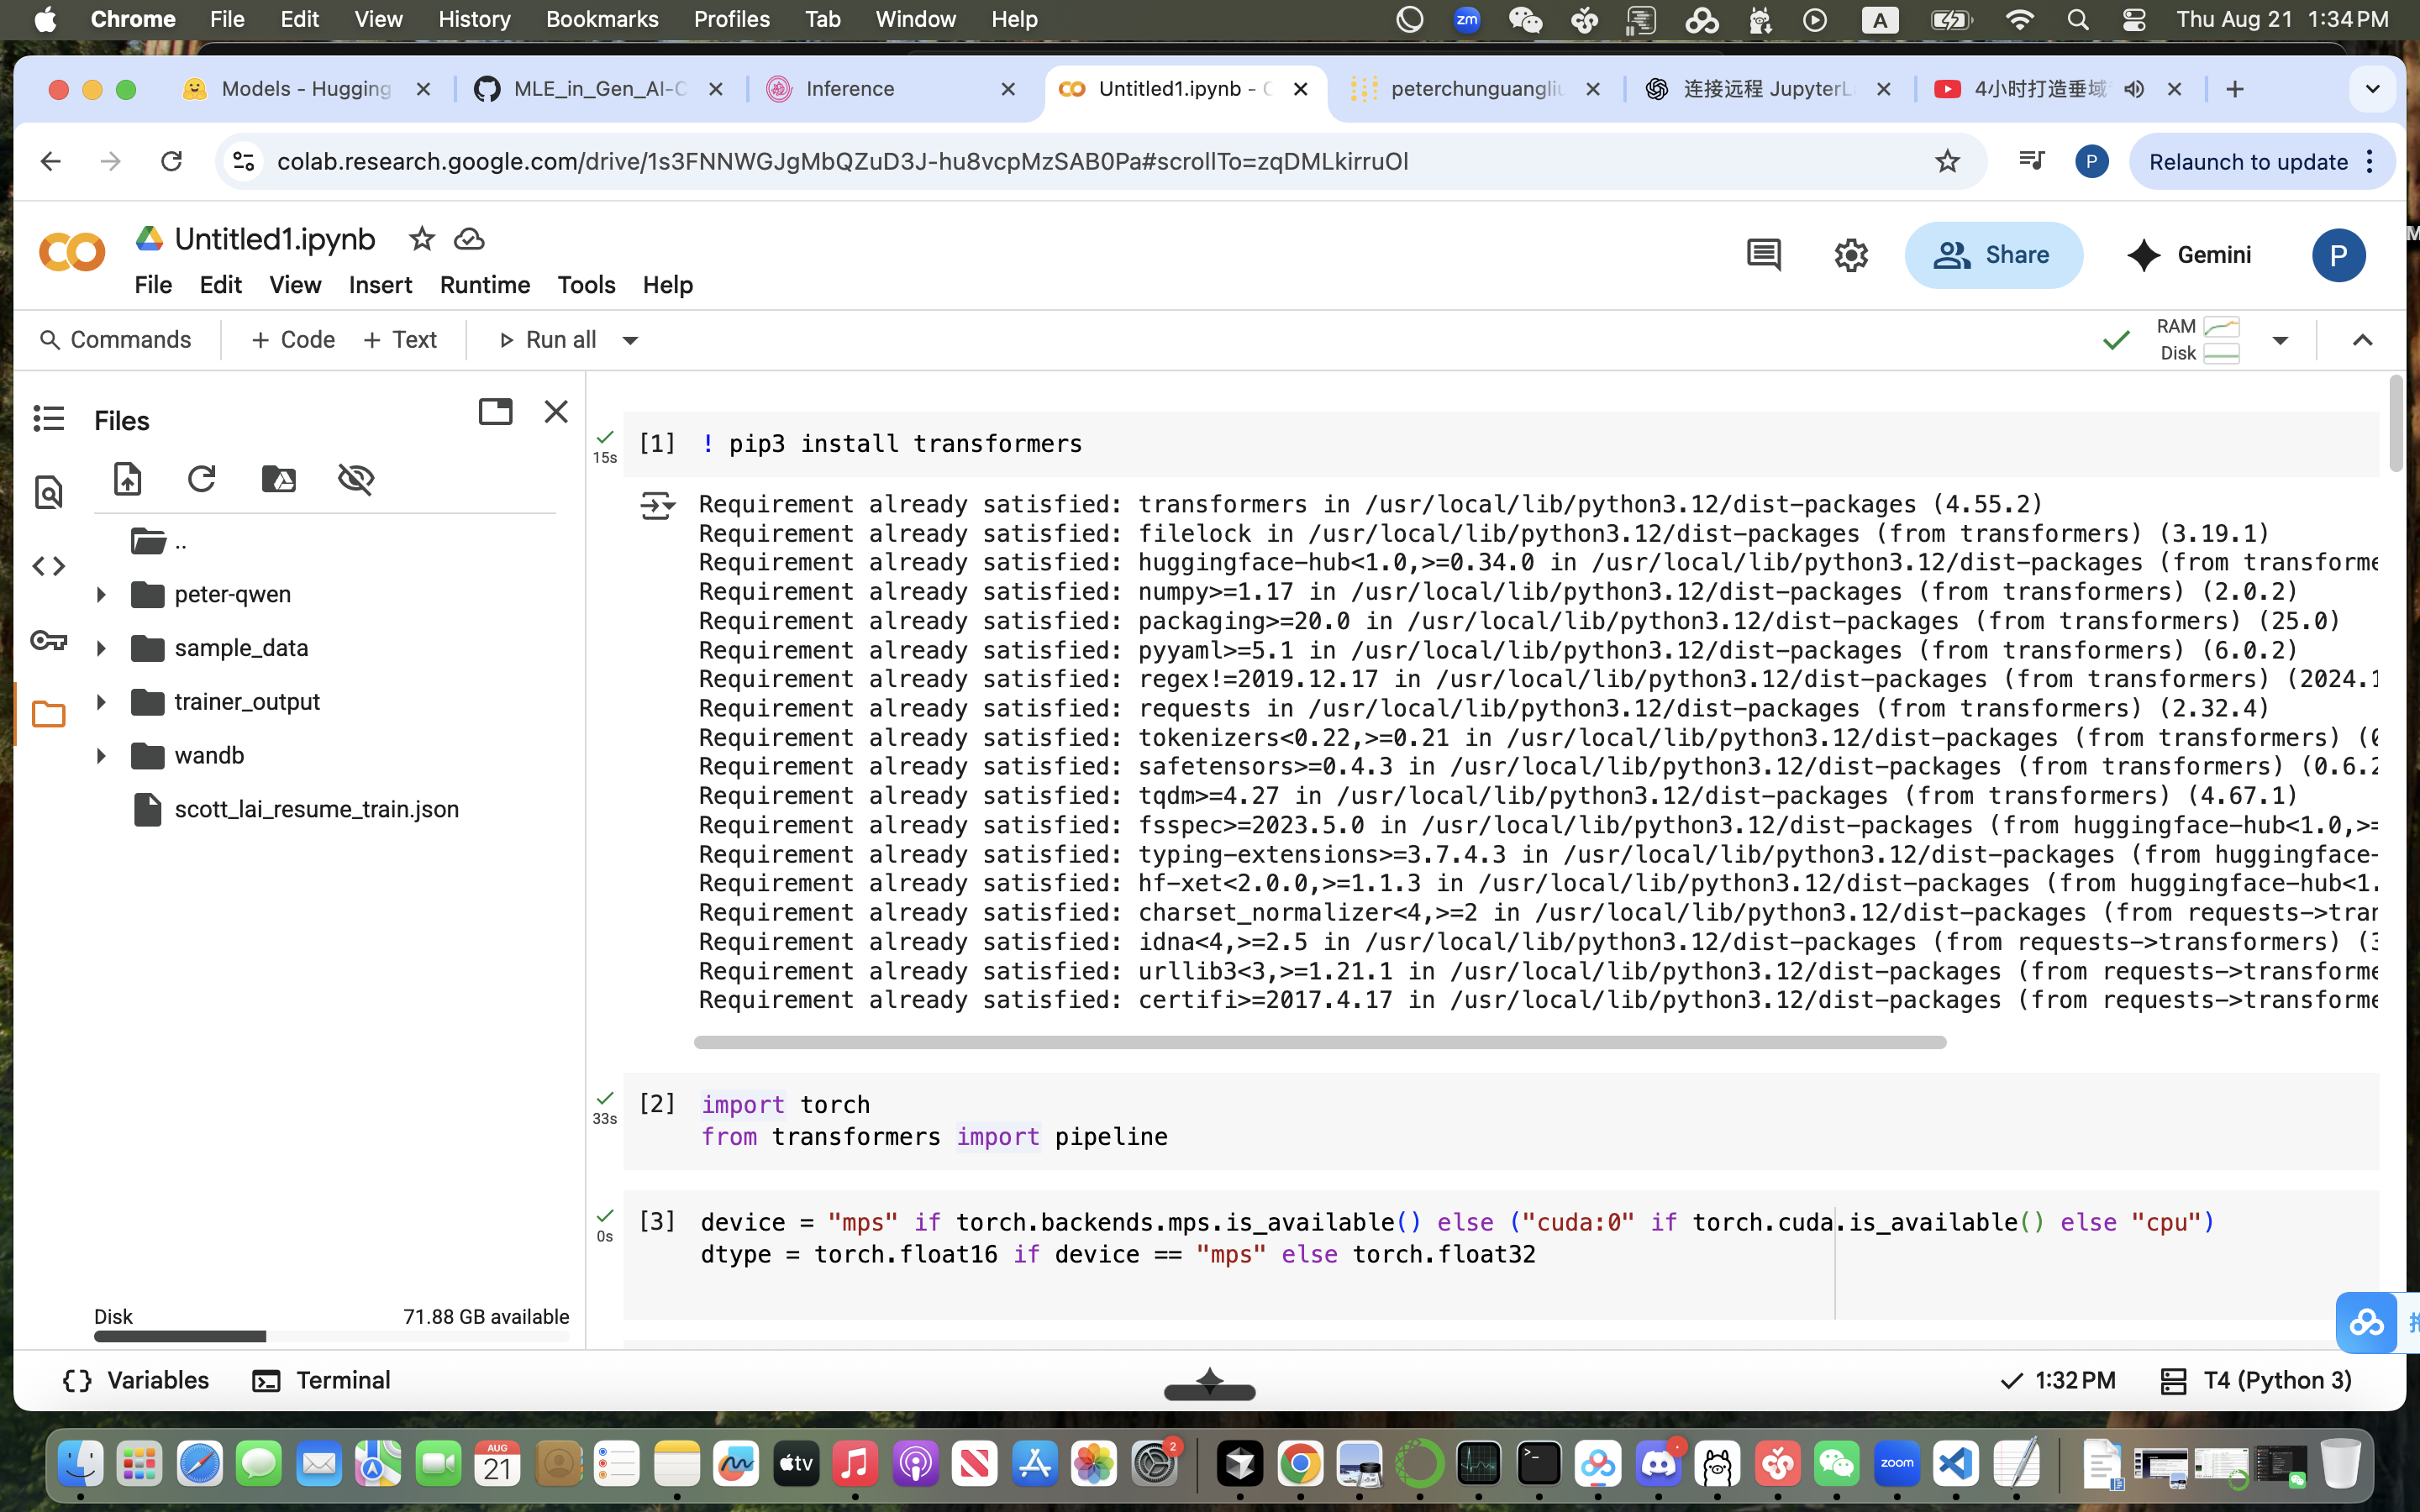 Chrome File Edit View History Bookmarks Profiles Tab Window Help zm A Thu Aug 21 1:34 PM
Models - Hugging MLE_in_Gen_AI-C Inference Untitled1.ipynb - C peterchunguangliu 连接远程 JupyterL 4小时打造垂域
colab.research.google.com/drive/1s3FNNWGJgMbQZuD3J-hu8vcpMzSAB0Pa#scrollTo=zqDMLkirruOl P Relaunch to update
Untitled1.ipynb
File Edit View Insert Runtime Tools Help
Share Gemini P
Commands + Code + Text Run all RAM
Disk
Files
..
peter-qwen
sample_data
trainer_output
wandb
scott_lai_resume_train.json
Disk 71.88 GB available
[1] ! pip3 install transformers
15s
Requirement already satisfied: transformers in /usr/local/lib/python3.12/dist-packages (4.55.2)
Requirement already satisfied: filelock in /usr/local/lib/python3.12/dist-packages (from transformers) (3.19.1)
Requirement already satisfied: huggingface-hub<1.0,>=0.34.0 in /usr/local/lib/python3.12/dist-packages (from transforme
Requirement already satisfied: numpy>=1.17 in /usr/local/lib/python3.12/dist-packages (from transformers) (2.0.2)
Requirement already satisfied: packaging>=20.0 in /usr/local/lib/python3.12/dist-packages (from transformers) (25.0)
Requirement already satisfied: pyyaml>=5.1 in /usr/local/lib/python3.12/dist-packages (from transformers) (6.0.2)
Requirement already satisfied: regex!=2019.12.17 in /usr/local/lib/python3.12/dist-packages (from transformers) (2024.1
Requirement already satisfied: requests in /usr/local/lib/python3.12/dist-packages (from transformers) (2.32.4)
Requirement already satisfied: tokenizers<0.22,>=0.21 in /usr/local/lib/python3.12/dist-packages (from transformers) (0
Requirement already satisfied: safetensors>=0.4.3 in /usr/local/lib/python3.12/dist-packages (from transformers) (0.6.2
Requirement already satisfied: tqdm>=4.27 in /usr/local/lib/python3.12/dist-packages (from transformers) (4.67.1)
Requirement already satisfied: fsspec>=2023.5.0 in /usr/local/lib/python3.12/dist-packages (from huggingface-hub<1.0,>=
Requirement already satisfied: typing-extensions>=3.7.4.3 in /usr/local/lib/python3.12/dist-packages (from huggingface-
Requirement already satisfied: hf-xet<2.0.0,>=1.1.3 in /usr/local/lib/python3.12/dist-packages (from huggingface-hub<1.
Requirement already satisfied: charset_normalizer<4,>=2 in /usr/local/lib/python3.12/dist-packages (from requests->tran
Requirement already satisfied: idna<4,>=2.5 in /usr/local/lib/python3.12/dist-packages (from requests->transformers) (3
Requirement already satisfied: urllib3<3,>=1.21.1 in /usr/local/lib/python3.12/dist-packages (from requests->transforme
Requirement already satisfied: certifi>=2017.4.17 in /usr/local/lib/python3.12/dist-packages (from requests->transforme
[2] import torch
33s
from transformers import pipeline
[3] device = "mps" if torch.backends.mps.is_available() else ("cuda:0" if torch.cuda.is_available() else "cpu")
0s
dtype = torch.float16 if device == "mps" else torch.float32
Variables Terminal 1:32 PM T4 (Python 3)
AUG
21
tv
2
zoom